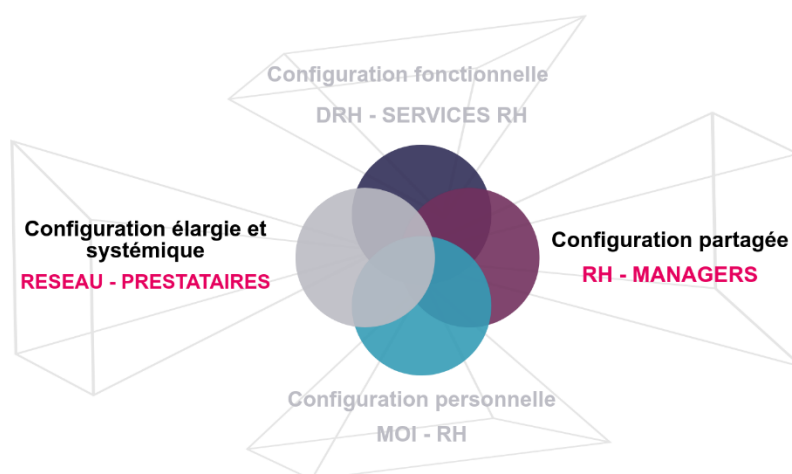 Configuration fonctionnelle
DRH - SERVICES RH
Configuration élargie et
systémique
RESEAU - PRESTATAIRES
Configuration partagée
RH - MANAGERS
Configuration personnelle
MOI - RH